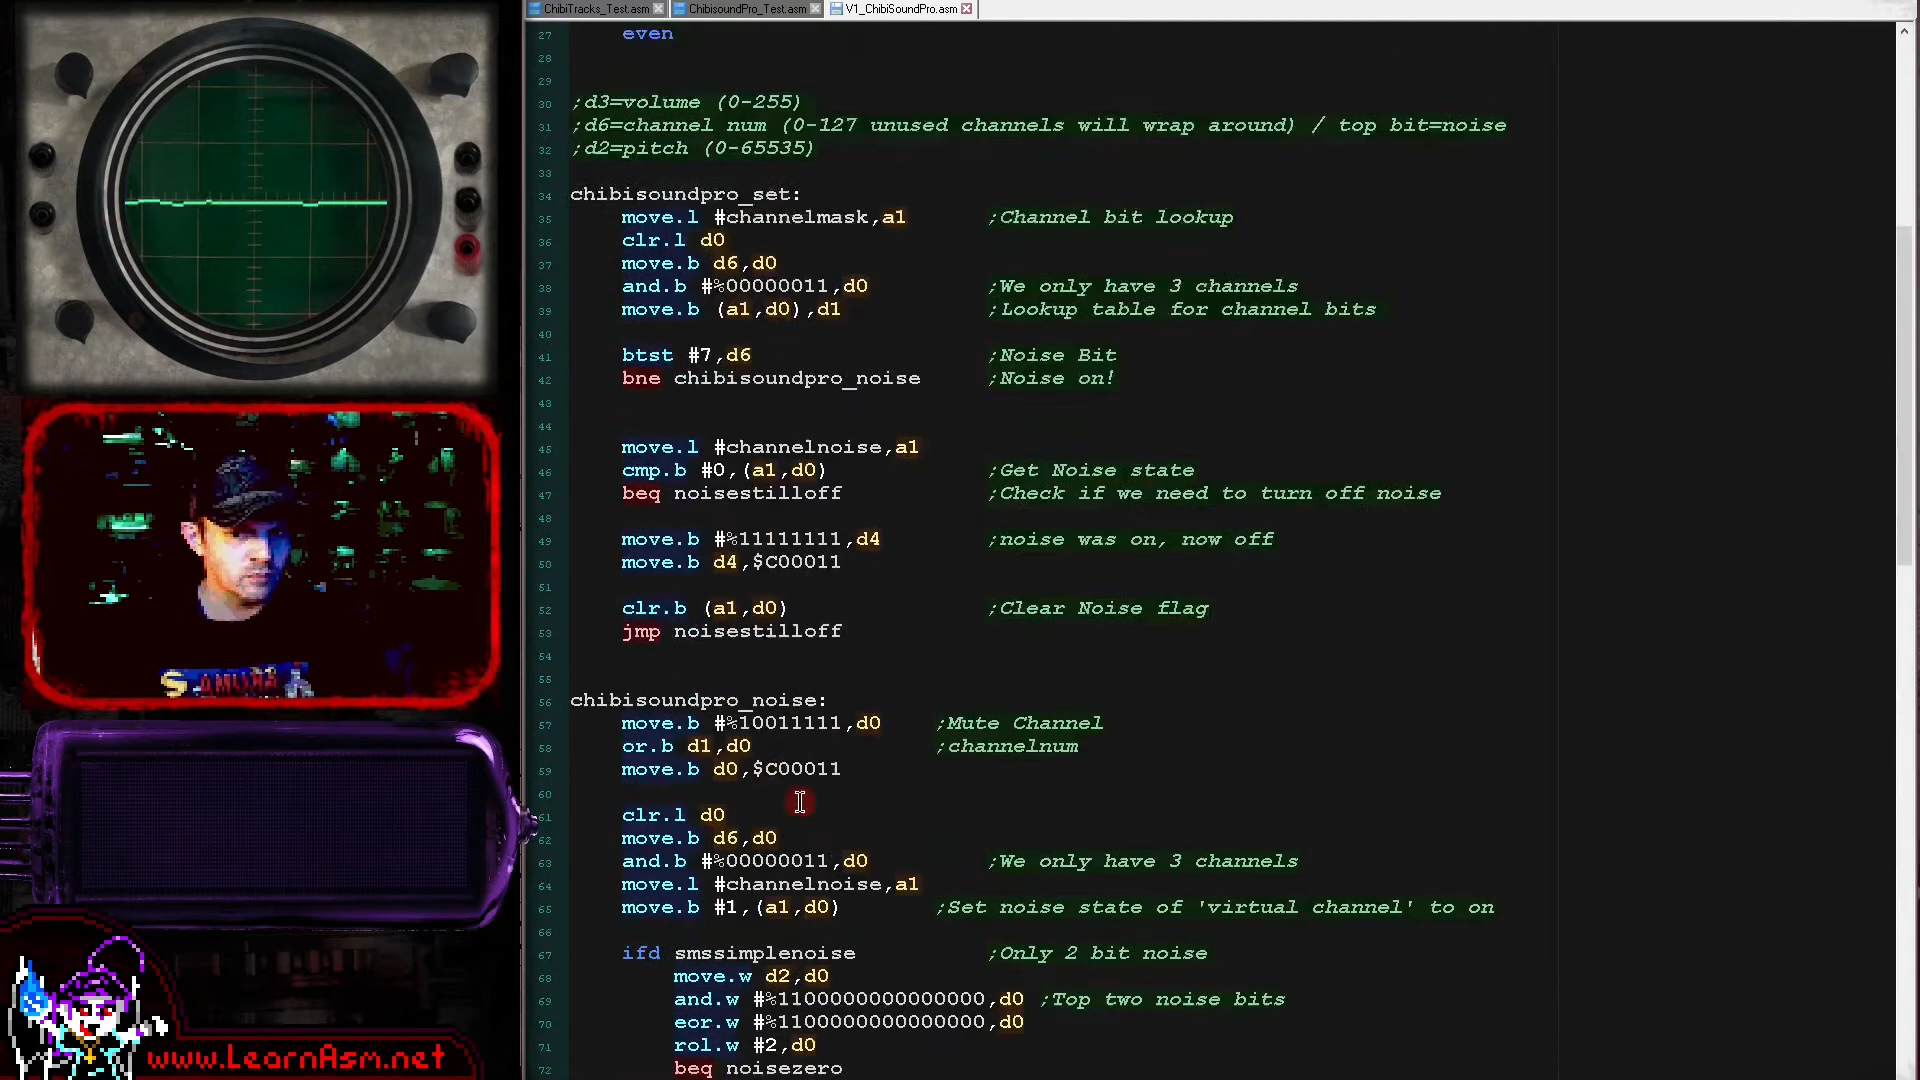 ChibiTracks_Test.asm ChibisoundPro_Test.asm V1_ChibiSoundPro.asm
27 even
28
29
30 ;d3=volume (0-255)
31 ;d6=channel num (0-127 unused channels will wrap around) / top bit=noise
32 ;d2=pitch (0-65535)
33
34 chibisoundpro_set:
35 move.l #channelmask,a1 ;Channel bit lookup
36 clr.l d0
37 move.b d6,d0
38 and.b #%00000011,d0 ;We only have 3 channels
39 move.b (a1,d0),d1 ;Lookup table for channel bits
40
41 btst #7,d6 ;Noise Bit
42 bne chibisoundpro_noise ;Noise on!
43
44
45 move.l #channelnoise,a1
46 cmp.b #0,(a1,d0) ;Get Noise state
47 beq noisestilloff ;Check if we need to turn off noise
48
49 move.b #%11111111,d4 ;noise was on, now off
50 move.b d4,$C00011
51
52 clr.b (a1,d0) ;Clear Noise flag
53 jmp noisestilloff
54
55
56 chibisoundpro_noise:
57 move.b #%10011111,d0 ;Mute Channel
58 or.b d1,d0 ;channelnum
59 move.b d0,$C00011
60
61 clr.l d0
62 move.b d6,d0
63 and.b #%00000011,d0 ;We only have 3 channels
64 move.l #channelnoise,a1
65 move.b #1,(a1,d0) ;Set noise state of 'virtual channel' to on
66
67 ifd smssimplenoise ;Only 2 bit noise
68 move.w d2,d0
69 and.w #%1100000000000000,d0 ;Top two noise bits
70 eor.w #%1100000000000000,d0
71 rol.w #2,d0
72 beq noisezero
www.LearnAsm.net